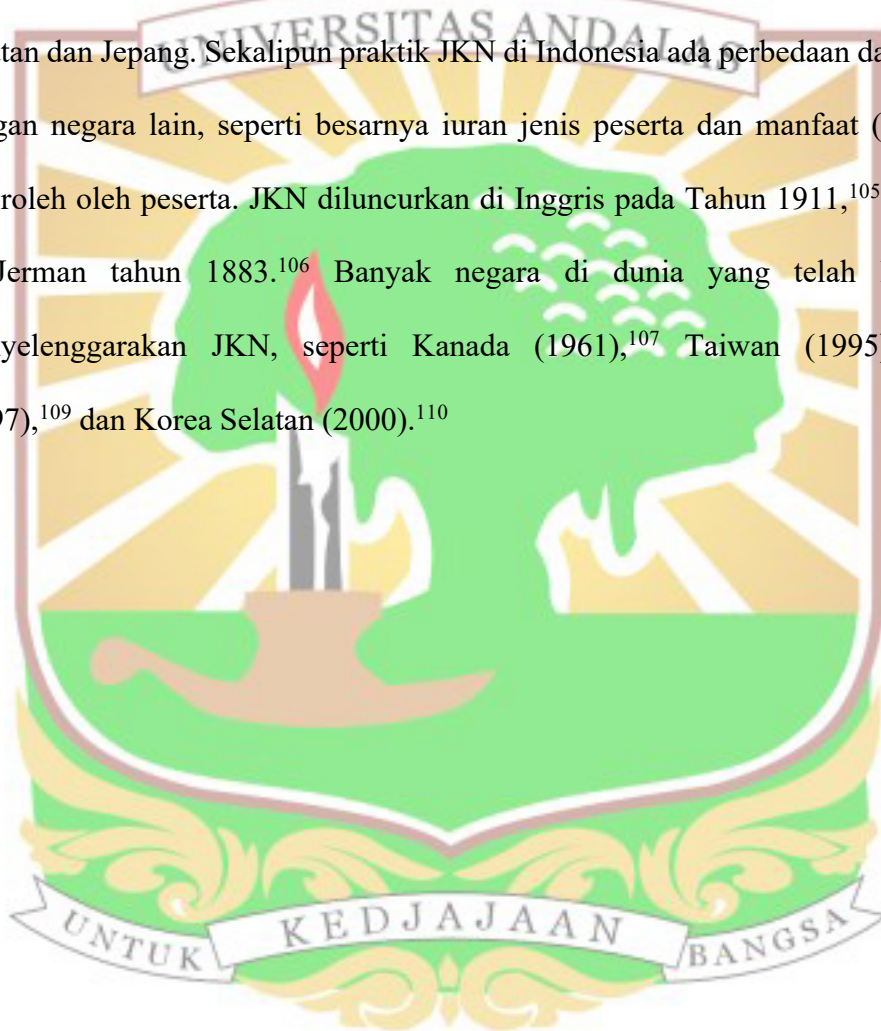 UNIVERSITAS ANDALAS
tan dan Jepang. Sekalipun praktik JKN di Indonesia ada perbedaan da
gan negara lain, seperti besarnya iuran jenis peserta dan manfaat (
roleh oleh peserta. JKN diluncurkan di Inggris pada Tahun 1911,105
Jerman tahun 1883.106 Banyak negara di dunia yang telah
yelenggarakan JKN, seperti Kanada (1961),107 Taiwan (1995)
97),109 dan Korea Selatan (2000).110
UNTUK KEDJAJAAN BANGSA